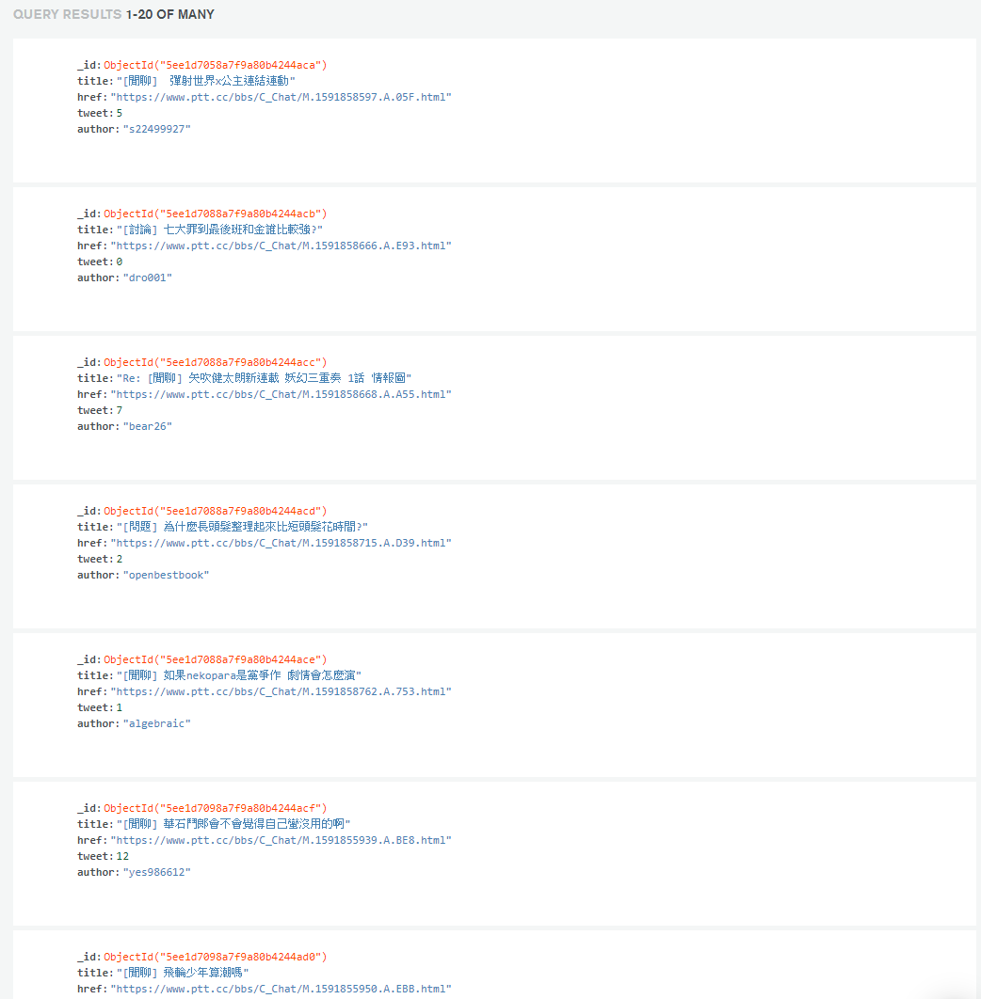 QUERY RESULTS 1-20 OF MANY
_id: ObjectId("5ee1d7058a7f9a80b4244aca")
title: "[閒聊]  彈射世界x公主連結連動"
href: "https://www.ptt.cc/bbs/C_Chat/M.1591858597.A.05F.html"
tweet: 5
author: "s22499927"
_id: ObjectId("5ee1d7088a7f9a80b4244acb")
title: "[討論] 七大罪到最後班和金誰比較強?"
href: "https://www.ptt.cc/bbs/C_Chat/M.1591858666.A.E93.html"
tweet: 0
author: "dro001"
_id: ObjectId("5ee1d7088a7f9a80b4244acc")
title: "Re: [閒聊] 矢吹健太朗新連載 妖幻三重奏 1話 情報圖"
href: "https://www.ptt.cc/bbs/C_Chat/M.1591858668.A.A55.html"
tweet: 7
author: "bear26"
_id: ObjectId("5ee1d7088a7f9a80b4244acd")
title: "[問題] 為什麼長頭髮整理起來比短頭髮花時間?"
href: "https://www.ptt.cc/bbs/C_Chat/M.1591858715.A.D39.html"
tweet: 2
author: "openbestbook"
_id: ObjectId("5ee1d7088a7f9a80b4244ace")
title: "[閒聊] 如果nekopara是黨爭作 劇情會怎麼演"
href: "https://www.ptt.cc/bbs/C_Chat/M.1591858762.A.753.html"
tweet: 1
author: "algebraic"
_id: ObjectId("5ee1d7098a7f9a80b4244acf")
title: "[閒聊] 華石鬥郎會不會覺得自己蠻沒用的啊"
href: "https://www.ptt.cc/bbs/C_Chat/M.1591855939.A.BE8.html"
tweet: 12
author: "yes986612"
_id: ObjectId("5ee1d7098a7f9a80b4244ad0")
title: "[閒聊] 飛輪少年算潮嗎"
href: "https://www.ptt.cc/bbs/C_Chat/M.1591855950.A.EBB.html"